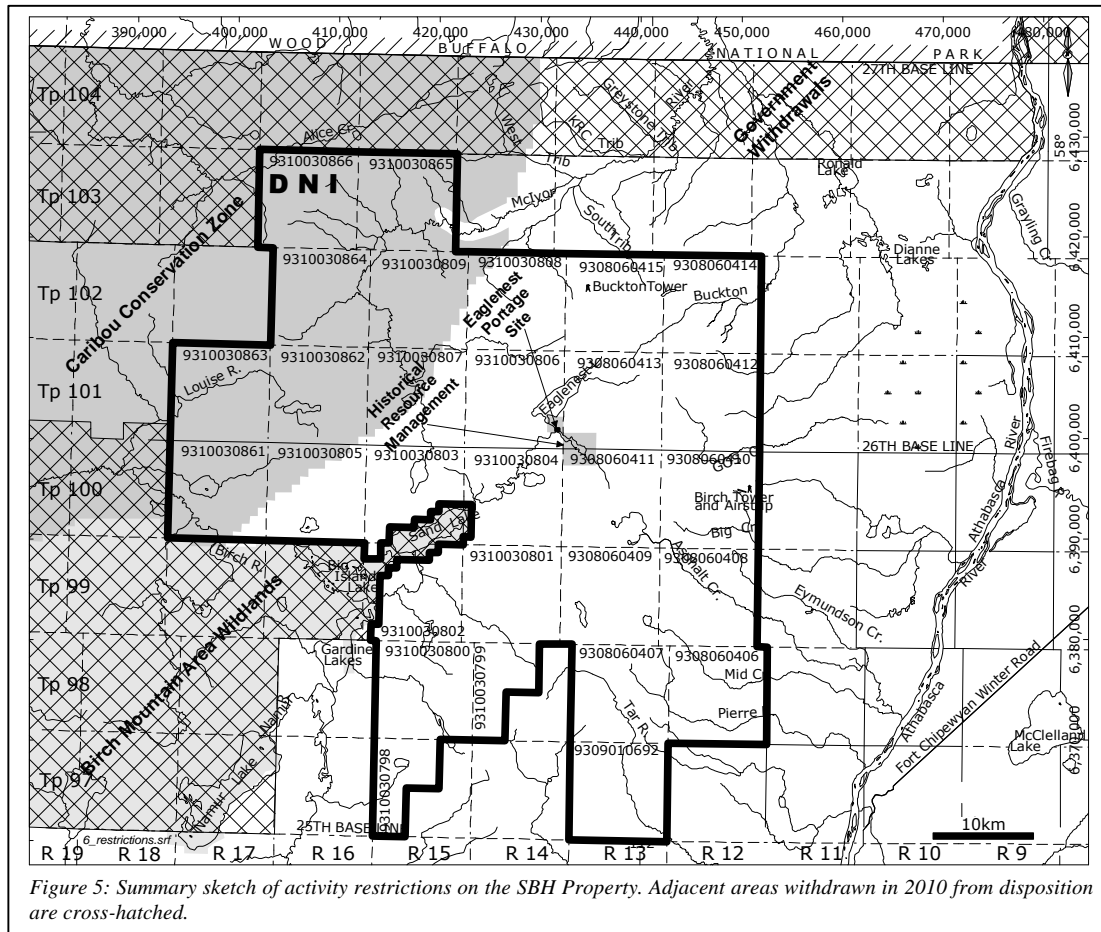 390,000 400,000 410,000 420,000 430,000 440,000 450,000 460,000 470,000 480,000
WOOD BUFFALO NATIONAL PARK
27TH BASE LINE
Tp 104
Alice Cr.
West
Trib
KRC
Trib
Greystone Trib
River
Government
Withdrawals
58°
6,430,000
Ronald
Lake
9310030866 9310030865
DNI
Tp 103
McIvor
South
Trib
Grayling Cr.
6,420,000
Dianne
Lakes
Caribou Conservation Zone
9310030864 9310030809 9310030808 9308060415 9308060414
Tp 102
BucktonTower
Buckton
Eaglenest
Portage
Site
6,410,000
9310030863 9310030862 9310030807 9310030806 9308060413 9308060412
Louise R.
Tp 101
Historical
Resource
Management
Eaglenest
26TH BASE LINE
6,400,000
9310030861 9310030805 9310030803 9310030804 9308060411 9308060410
Tp 100
Birch Tower
and Airstrip
Athabasca
River
Firebag
Sand Lake
Big Cr.
6,390,000
Birch R.
Big
Island
Lake
9310030801 9308060409 9308060408
Asphalt Cr.
Tp 99
Eymundson Cr.
Athabasca
River
9310030802
6,380,000
Gardine
Lakes
9310030800 9310030799 9308060407 9308060406
Birch Mountain Area Wildlands
Mid C
Tp 98
Namur
Tar R.
Pierre
Fort Chipewyan Winter Road
McClelland
Lake
6,370,000
9309010692
9310030798
Tp 97
Namur Lake
25TH BASE LINE
10km
6_restrictions.srf
R 19 R 18 R 17 R 16 R 15 R 14 R 13 R 12 R 11 R 10 R 9
Figure 5: Summary sketch of activity restrictions on the SBH Property. Adjacent areas withdrawn in 2010 from disposition
are cross-hatched.